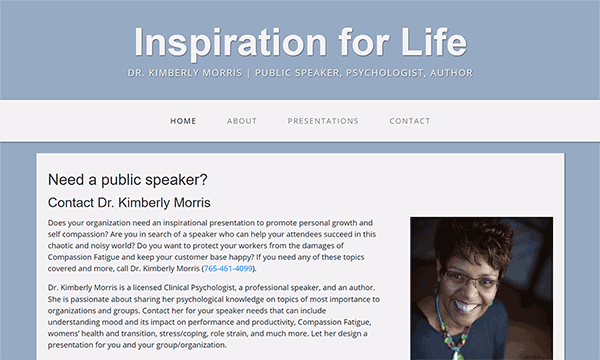 Inspiration for Life
DR. KIMBERLY MORRIS | PUBLIC SPEAKER, PSYCHOLOGIST, AUTHOR
HOME ABOUT PRESENTATIONS CONTACT
Need a public speaker?
Contact Dr. Kimberly Morris
Does your organization need an inspirational presentation to promote personal growth and
self compassion? Are you in search of a speaker who can help your attendees succeed in this
chaotic and noisy world? Do you want to protect your workers from the damages of
Compassion Fatigue and keep your customer base happy? If you need any of these topics
covered and more, call Dr. Kimberly Morris (765-461-4099).
Dr. Kimberly Morris is a licensed Clinical Psychologist, a professional speaker, and an author.
She is passionate about sharing her psychological knowledge on topics of most importance to
organizations and groups. Contact her for your speaker needs that can include
understanding mood and its impact on performance and productivity, Compassion Fatigue,
womens' health and transition, stress/coping, role strain, and much more. Let her design a
presentation for you and your group/organization.